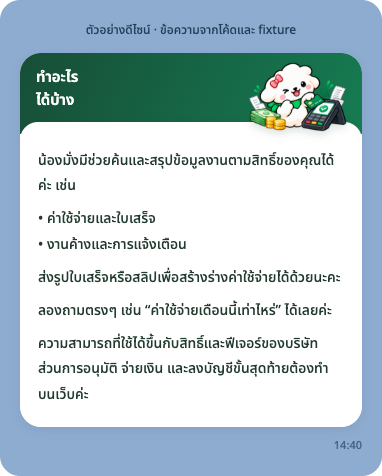 ตัวอย่างดีไซน์ · ข้อความจากโค้ดและ fixture
ทำอะไร
ได้บ้าง
น้องมั่งมีช่วยค้นและสรุปข้อมูลงานตามสิทธิ์ของคุณได้
ค่ะ เช่น
• ค่าใช้จ่ายและใบเสร็จ
• งานค้างและการแจ้งเตือน
ส่งรูปใบเสร็จหรือสลิปเพื่อสร้างร่างค่าใช้จ่ายได้ด้วยนะคะ
ลองถามตรงๆ เช่น “ค่าใช้จ่ายเดือนนี้เท่าไหร่” ได้เลยค่ะ
ความสามารถที่ใช้ได้ขึ้นกับสิทธิ์และฟีเจอร์ของบริษัท
ส่วนการอนุมัติ จ่ายเงิน และลงบัญชีขั้นสุดท้ายต้องทำ
บนเว็บค่ะ
14:40